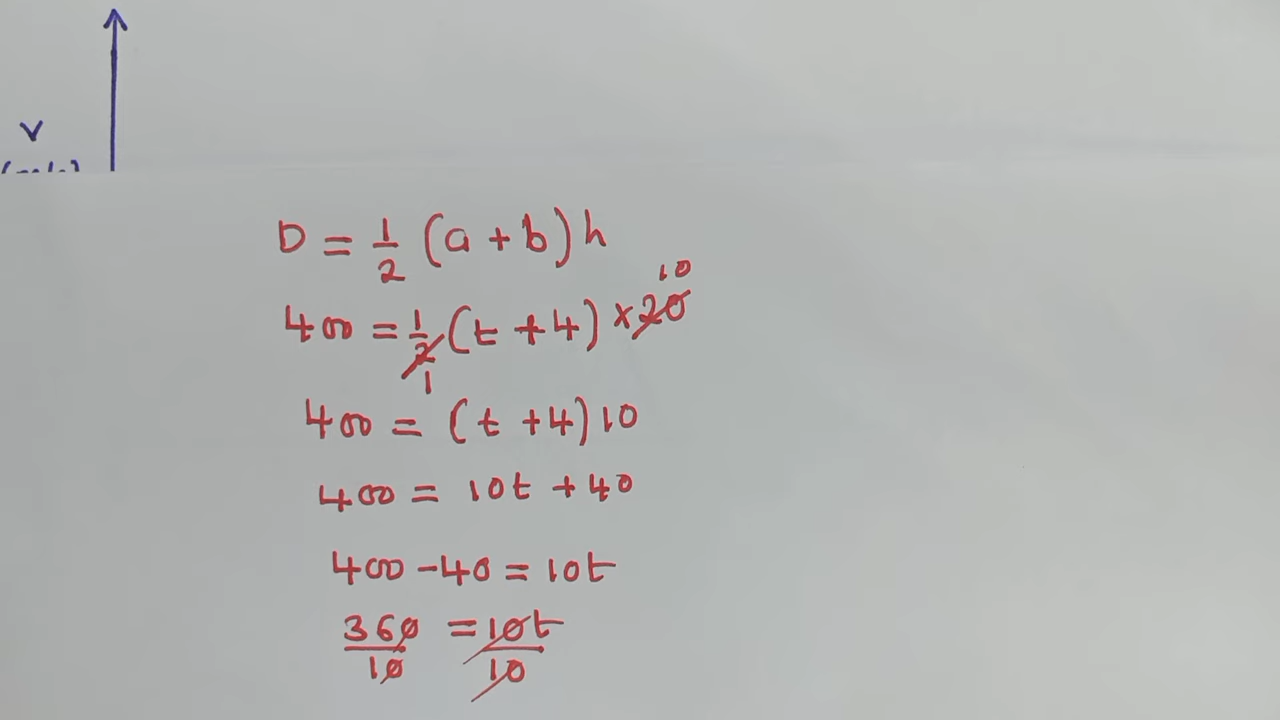 V
D = 1/2 (a + b) h
10
400 = 1/2 (t + 4) × 20
1
400 = (t + 4) 10
400 = 10t + 40
400 - 40 = 10t
360/10 = 10t/10